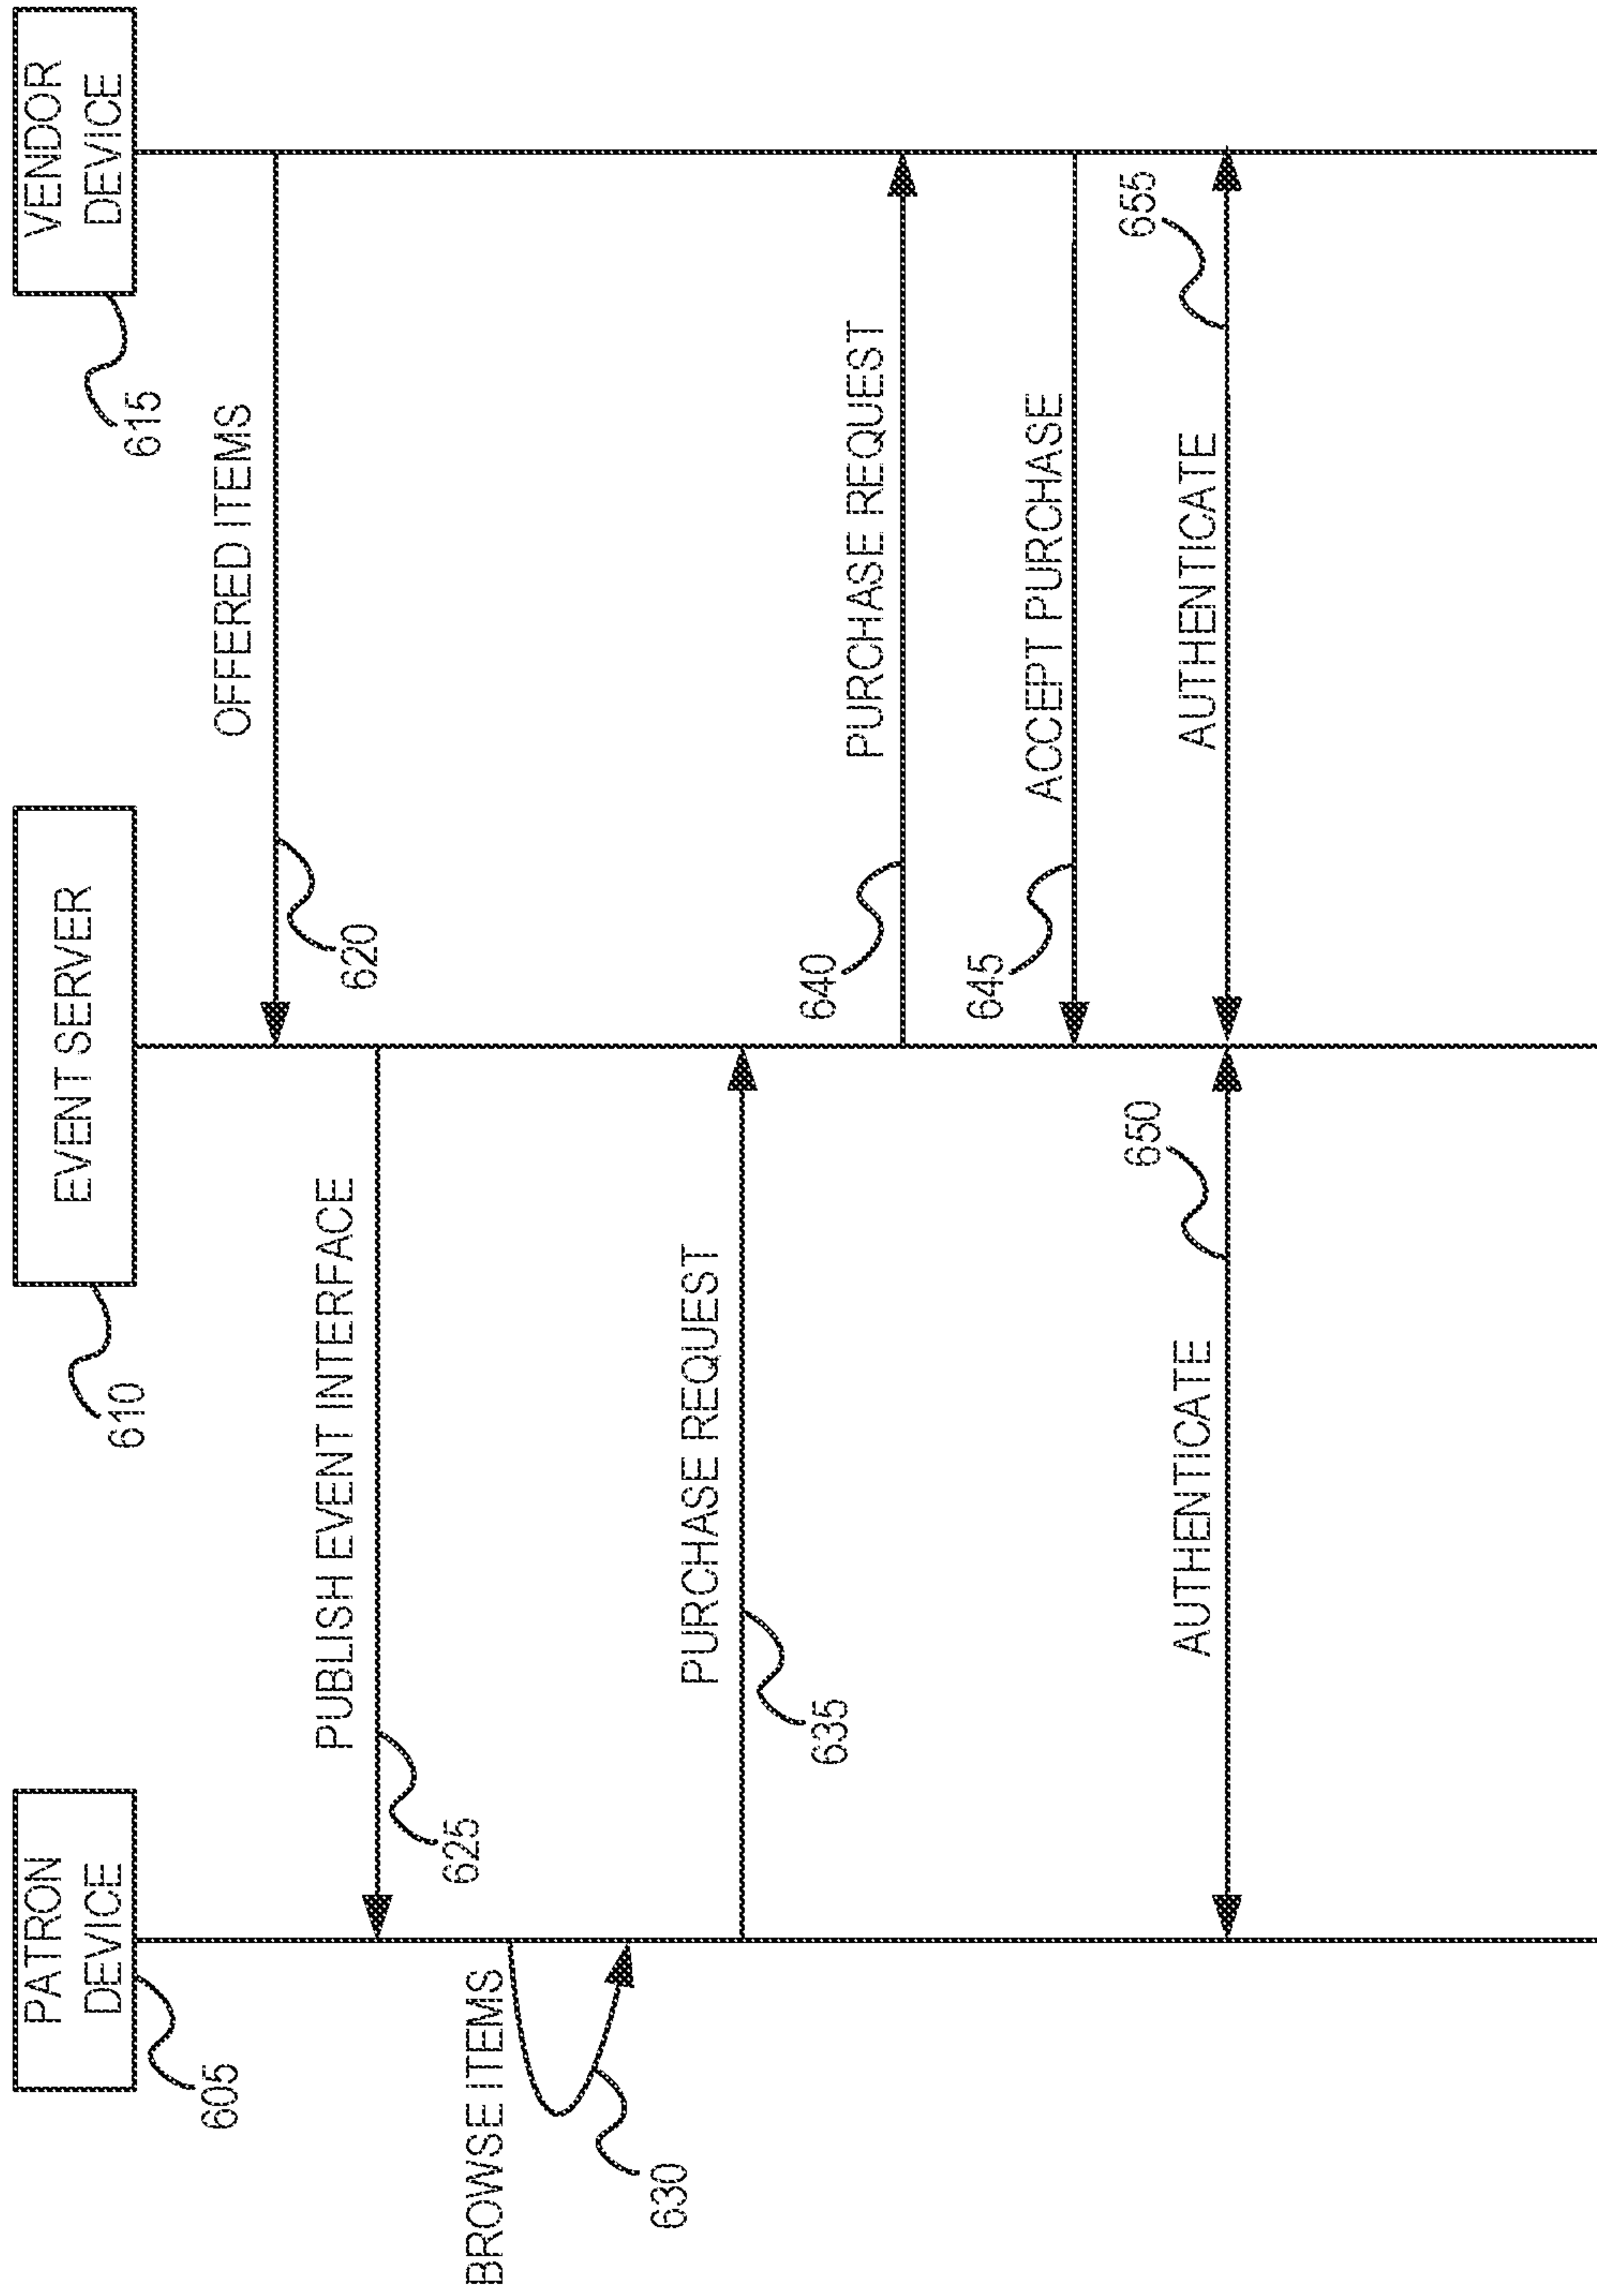 PATRON
DEVICE
605
EVENT SERVER
610
VENDOR
DEVICE
615
OFFERED ITEMS
620
PUBLISH EVENT INTERFACE
625
BROWSE ITEMS
630
PURCHASE REQUEST
635
PURCHASE REQUEST
640
ACCEPT PURCHASE
645
AUTHENTICATE
650
AUTHENTICATE
655